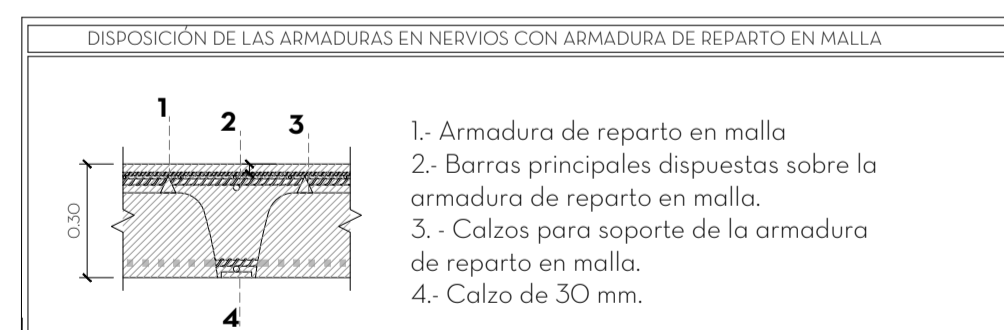 DISPOSICIÓN DE LAS ARMADURAS EN NERVIOS CON ARMADURA DE REPARTO EN MALLA
1
2
3
0.30
4
1.- Armadura de reparto en malla
2.- Barras principales dispuestas sobre la
armadura de reparto en malla.
3. - Calzos para soporte de la armadura
de reparto en malla.
4.- Calzo de 30 mm.